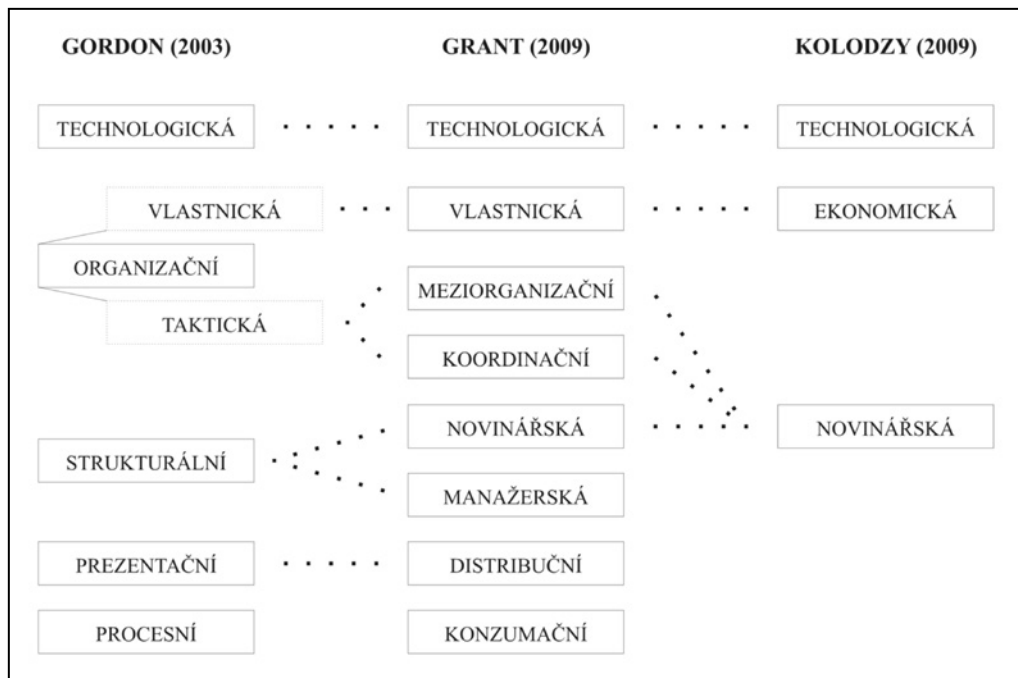 GORDON (2003)
GRANT (2009)
KOLODZY (2009)
TECHNOLOGICKÁ
TECHNOLOGICKÁ
TECHNOLOGICKÁ
VLASTNICKÁ
VLASTNICKÁ
EKONOMICKÁ
ORGANIZAČNÍ
MEZIORGANIZAČNÍ
TAKTICKÁ
KOORDINAČNÍ
NOVINÁŘSKÁ
NOVINÁŘSKÁ
STRUKTURÁLNÍ
MANAŽERSKÁ
PREZENTAČNÍ
DISTRIBUČNÍ
PROCESNÍ
KONZUMAČNÍ